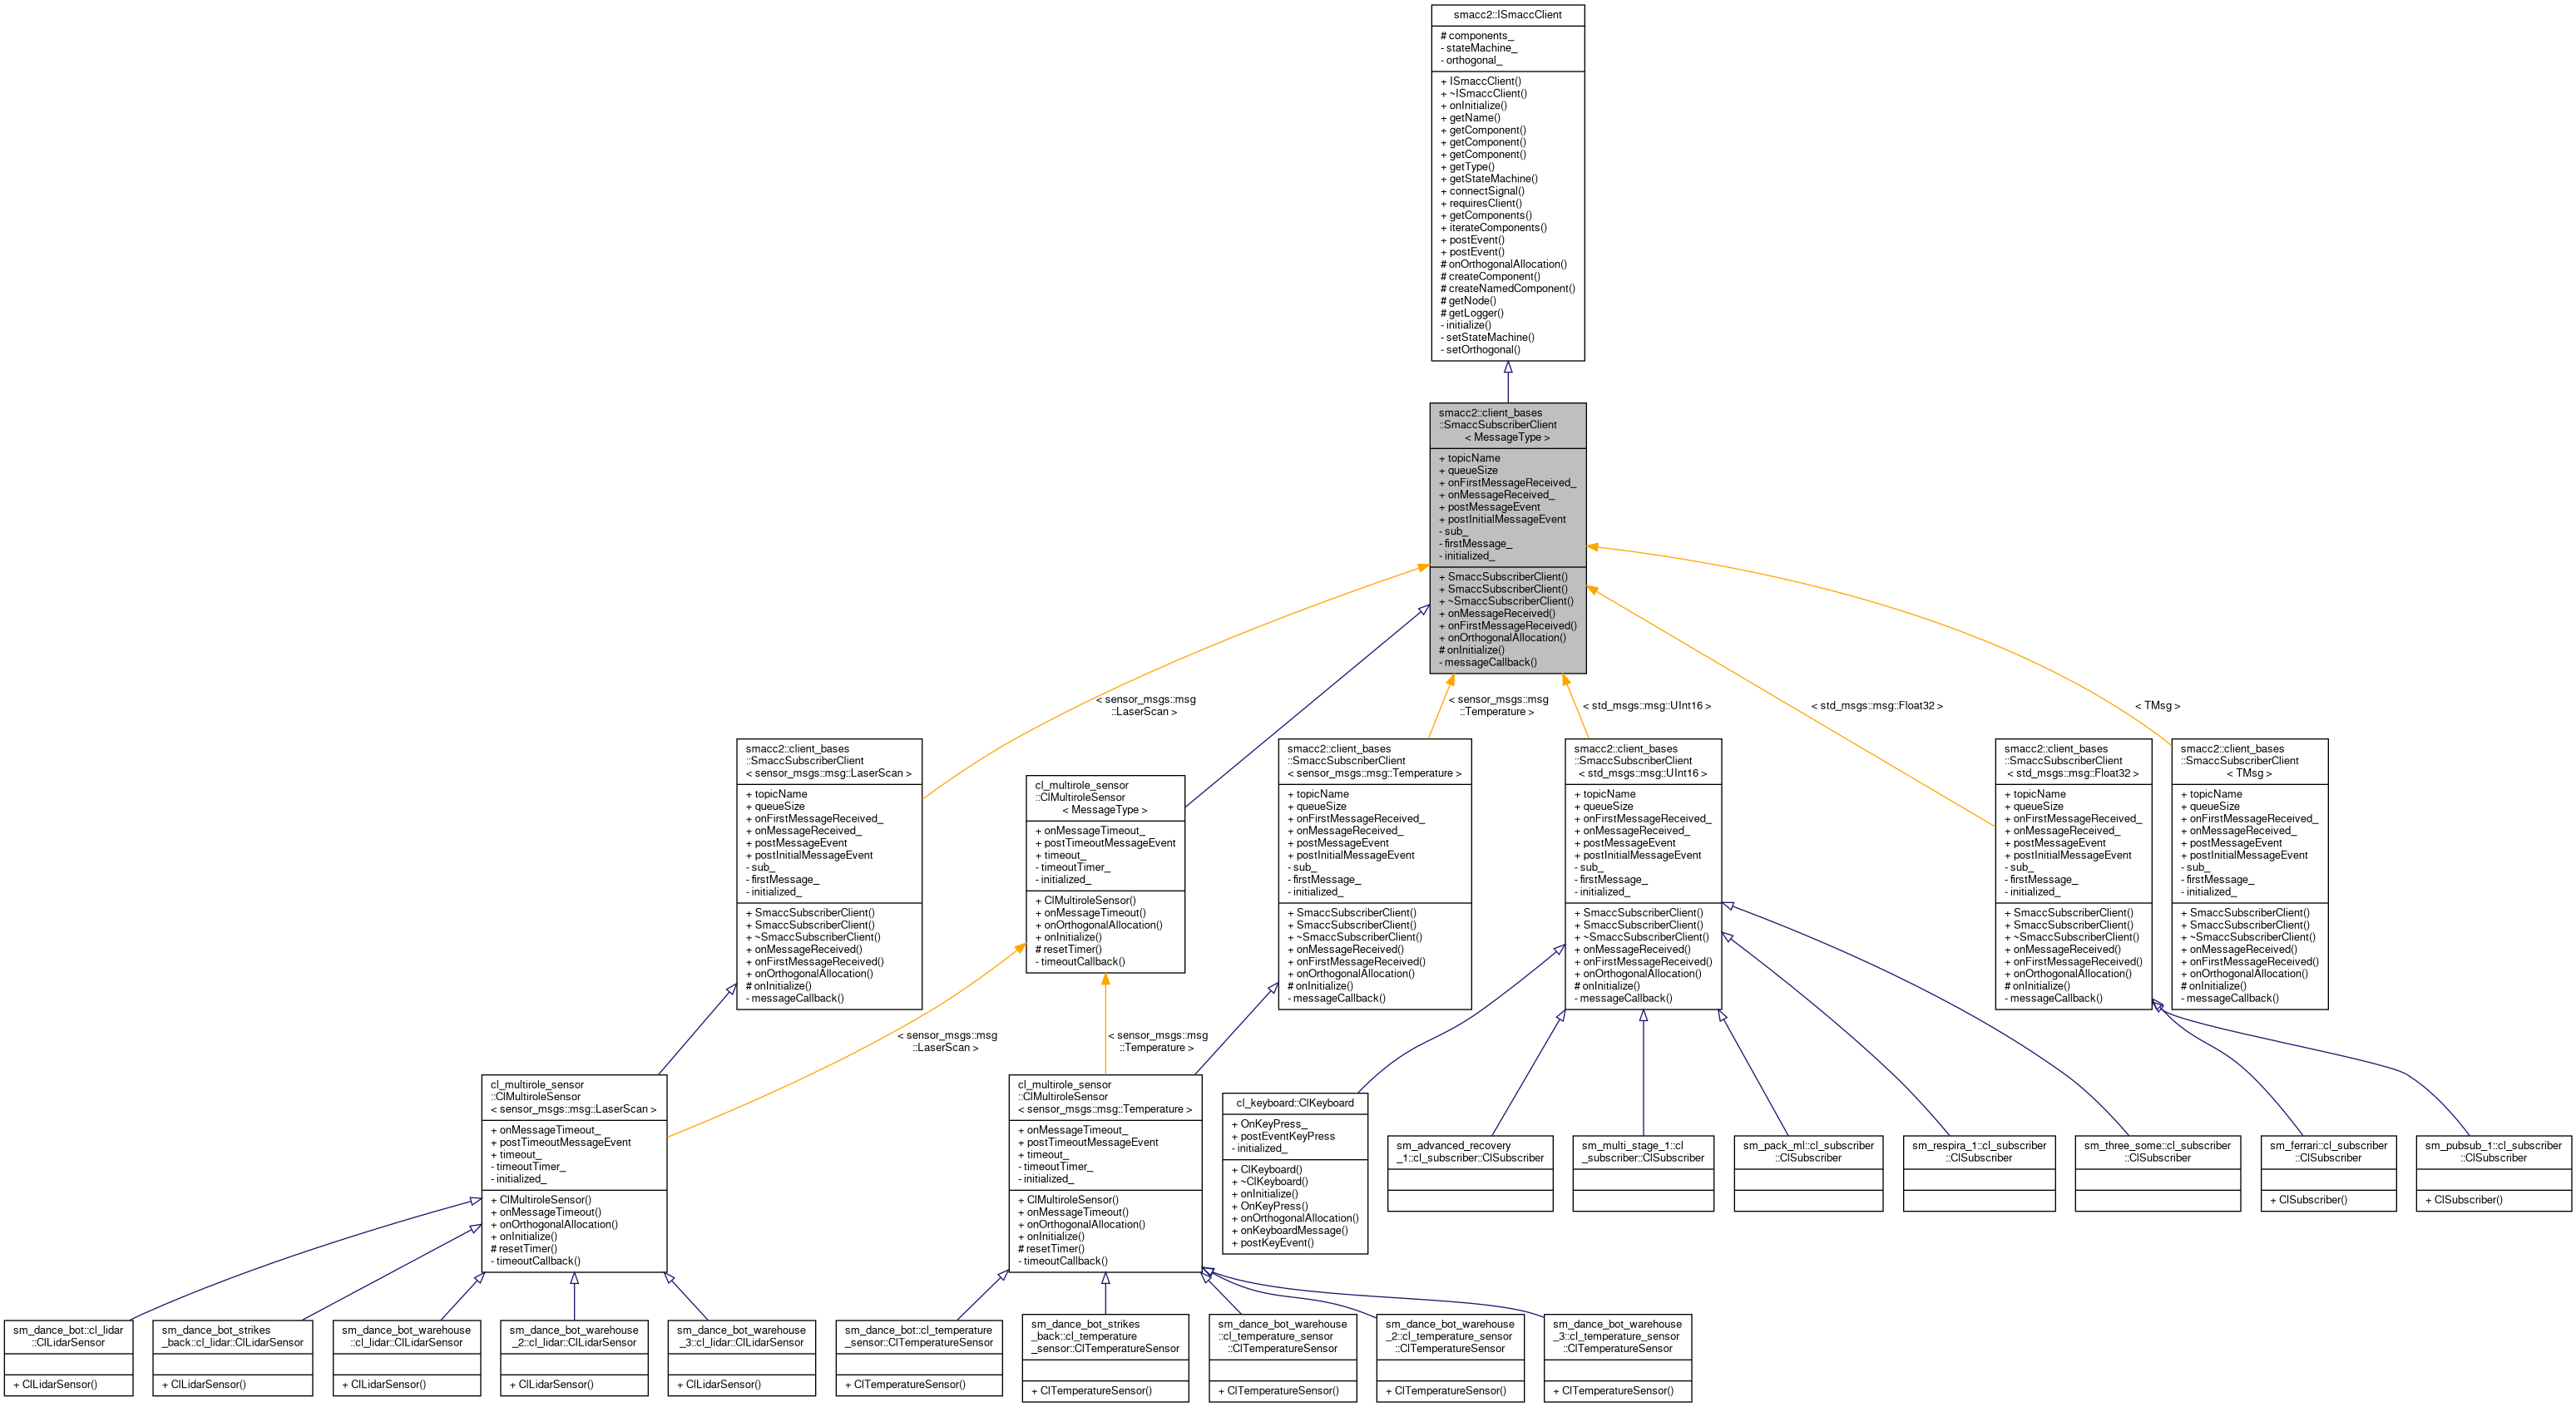 smacc2::ISmaccClient
# components_
- stateMachine_
- orthogonal_
+ ISmaccClient()
+ ~ISmaccClient()
+ onInitialize()
+ getName()
+ getComponent()
+ getComponent()
+ getComponent()
+ getType()
+ getStateMachine()
+ connectSignal()
+ requiresClient()
+ getComponents()
+ iterateComponents()
+ postEvent()
+ postEvent()
# onOrthogonalAllocation()
# createComponent()
# createNamedComponent()
# getNode()
# getLogger()
- initialize()
- setStateMachine()
- setOrthogonal()
smacc2::client_bases
::SmaccSubscriberClient
< MessageType >
+ topicName
+ queueSize
+ onFirstMessageReceived_
+ onMessageReceived_
+ postMessageEvent
+ postInitialMessageEvent
- sub_
- firstMessage_
- initialized_
+ SmaccSubscriberClient()
+ SmaccSubscriberClient()
+ ~SmaccSubscriberClient()
+ onMessageReceived()
+ onFirstMessageReceived()
+ onOrthogonalAllocation()
# onInitialize()
- messageCallback()
< sensor_msgs::msg
::LaserScan >
< sensor_msgs::msg
::Temperature >
< std_msgs::msg::UInt16 >
< std_msgs::msg::Float32 >
< TMsg >
smacc2::client_bases
::SmaccSubscriberClient
< sensor_msgs::msg::LaserScan >
+ topicName
+ queueSize
+ onFirstMessageReceived_
+ onMessageReceived_
+ postMessageEvent
+ postInitialMessageEvent
- sub_
- firstMessage_
- initialized_
+ SmaccSubscriberClient()
+ SmaccSubscriberClient()
+ ~SmaccSubscriberClient()
+ onMessageReceived()
+ onFirstMessageReceived()
+ onOrthogonalAllocation()
# onInitialize()
- messageCallback()
cl_multirole_sensor
::ClMultiroleSensor
< MessageType >
+ onMessageTimeout_
+ postTimeoutMessageEvent
+ timeout_
- timeoutTimer_
- initialized_
+ ClMultiroleSensor()
+ onMessageTimeout()
+ onOrthogonalAllocation()
+ onInitialize()
# resetTimer()
- timeoutCallback()
smacc2::client_bases
::SmaccSubscriberClient
< sensor_msgs::msg::Temperature >
+ topicName
+ queueSize
+ onFirstMessageReceived_
+ onMessageReceived_
+ postMessageEvent
+ postInitialMessageEvent
- sub_
- firstMessage_
- initialized_
+ SmaccSubscriberClient()
+ SmaccSubscriberClient()
+ ~SmaccSubscriberClient()
+ onMessageReceived()
+ onFirstMessageReceived()
+ onOrthogonalAllocation()
# onInitialize()
- messageCallback()
smacc2::client_bases
::SmaccSubscriberClient
< std_msgs::msg::UInt16 >
+ topicName
+ queueSize
+ onFirstMessageReceived_
+ onMessageReceived_
+ postMessageEvent
+ postInitialMessageEvent
- sub_
- firstMessage_
- initialized_
+ SmaccSubscriberClient()
+ SmaccSubscriberClient()
+ ~SmaccSubscriberClient()
+ onMessageReceived()
+ onFirstMessageReceived()
+ onOrthogonalAllocation()
# onInitialize()
- messageCallback()
smacc2::client_bases
::SmaccSubscriberClient
< std_msgs::msg::Float32 >
+ topicName
+ queueSize
+ onFirstMessageReceived_
+ onMessageReceived_
+ postMessageEvent
+ postInitialMessageEvent
- sub_
- firstMessage_
- initialized_
+ SmaccSubscriberClient()
+ SmaccSubscriberClient()
+ ~SmaccSubscriberClient()
+ onMessageReceived()
+ onFirstMessageReceived()
+ onOrthogonalAllocation()
# onInitialize()
- messageCallback()
smacc2::client_bases
::SmaccSubscriberClient
< TMsg >
+ topicName
+ queueSize
+ onFirstMessageReceived_
+ onMessageReceived_
+ postMessageEvent
+ postInitialMessageEvent
- sub_
- firstMessage_
- initialized_
+ SmaccSubscriberClient()
+ SmaccSubscriberClient()
+ ~SmaccSubscriberClient()
+ onMessageReceived()
+ onFirstMessageReceived()
+ onOrthogonalAllocation()
# onInitialize()
- messageCallback()
< sensor_msgs::msg
::LaserScan >
< sensor_msgs::msg
::Temperature >
cl_multirole_sensor
::ClMultiroleSensor
< sensor_msgs::msg::LaserScan >
+ onMessageTimeout_
+ postTimeoutMessageEvent
+ timeout_
- timeoutTimer_
- initialized_
+ ClMultiroleSensor()
+ onMessageTimeout()
+ onOrthogonalAllocation()
+ onInitialize()
# resetTimer()
- timeoutCallback()
cl_multirole_sensor
::ClMultiroleSensor
< sensor_msgs::msg::Temperature >
+ onMessageTimeout_
+ postTimeoutMessageEvent
+ timeout_
- timeoutTimer_
- initialized_
+ ClMultiroleSensor()
+ onMessageTimeout()
+ onOrthogonalAllocation()
+ onInitialize()
# resetTimer()
- timeoutCallback()
cl_keyboard::ClKeyboard
+ OnKeyPress_
+ postEventKeyPress
- initialized_
+ ClKeyboard()
+ ~ClKeyboard()
+ onInitialize()
+ OnKeyPress()
+ onOrthogonalAllocation()
+ onKeyboardMessage()
+ postKeyEvent()
sm_advanced_recovery
_1::cl_subscriber::ClSubscriber
sm_multi_stage_1::cl
_subscriber::ClSubscriber
sm_pack_ml::cl_subscriber
::ClSubscriber
sm_respira_1::cl_subscriber
::ClSubscriber
sm_three_some::cl_subscriber
::ClSubscriber
sm_ferrari::cl_subscriber
::ClSubscriber
+ ClSubscriber()
sm_pubsub_1::cl_subscriber
::ClSubscriber
+ ClSubscriber()
sm_dance_bot::cl_lidar
::ClLidarSensor
+ ClLidarSensor()
sm_dance_bot_strikes
_back::cl_lidar::ClLidarSensor
+ ClLidarSensor()
sm_dance_bot_warehouse
::cl_lidar::ClLidarSensor
+ ClLidarSensor()
sm_dance_bot_warehouse
_2::cl_lidar::ClLidarSensor
+ ClLidarSensor()
sm_dance_bot_warehouse
_3::cl_lidar::ClLidarSensor
+ ClLidarSensor()
sm_dance_bot::cl_temperature
_sensor::ClTemperatureSensor
+ ClTemperatureSensor()
sm_dance_bot_strikes
_back::cl_temperature
_sensor::ClTemperatureSensor
+ ClTemperatureSensor()
sm_dance_bot_warehouse
::cl_temperature_sensor
::ClTemperatureSensor
+ ClTemperatureSensor()
sm_dance_bot_warehouse
_2::cl_temperature_sensor
::ClTemperatureSensor
+ ClTemperatureSensor()
sm_dance_bot_warehouse
_3::cl_temperature_sensor
::ClTemperatureSensor
+ ClTemperatureSensor()